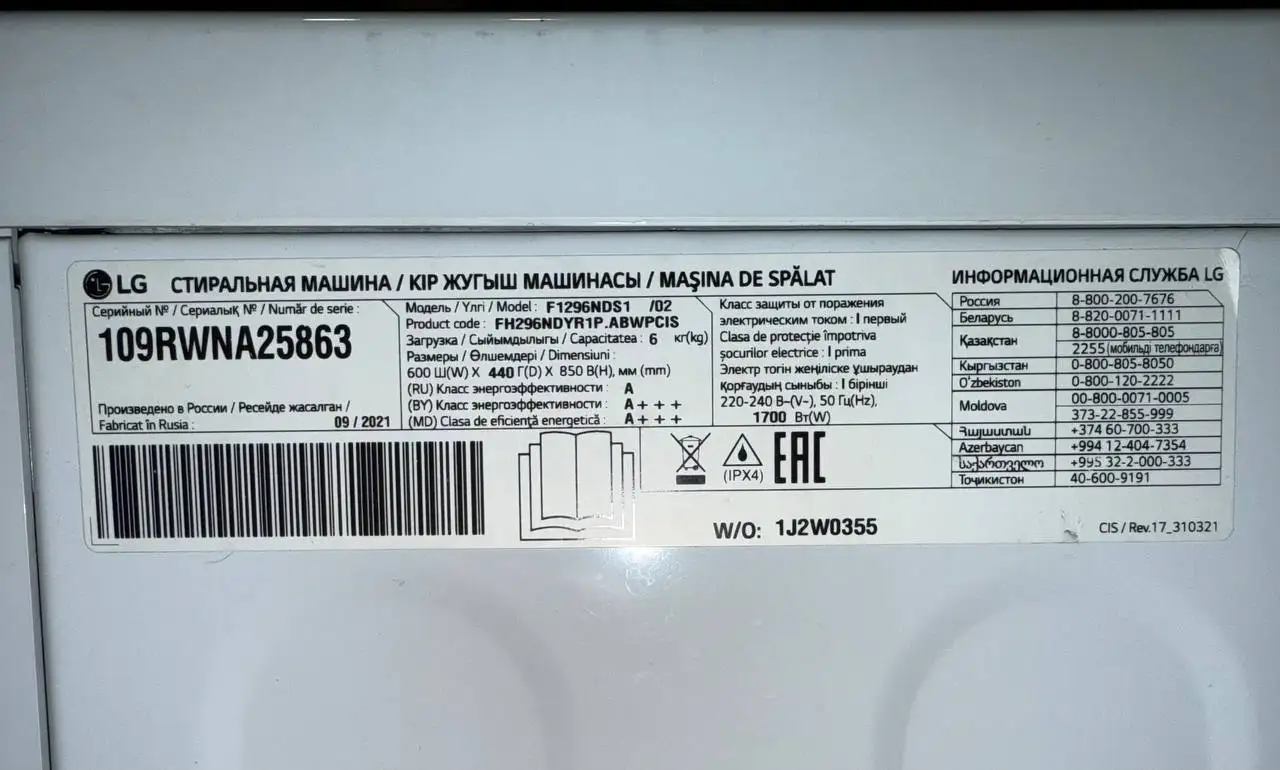 LG СТИРАЛЬНАЯ МАШИНА / КІР ЖУҒЫШ МАШИНАСЫ / MAŞINA DE SPĂLAT
Серийный № / Сериалық № / Număr de serie :
109RWNA25863
Произведено в России / Ресейде жасалған /
Fabricat în Rusia : 09 / 2021
Модель / Үлгі / Model : F1296NDS1 /02
Product code : FH296NDYR1P.ABWPCIS
Загрузка / Сыйымдылығы / Capacitatea : 6 кг(kg)
Размеры / Өлшемдері / Dimensiuni :
600 Ш(W) X 440 Г(D) X 850 В(H), мм (mm)
(RU) Класс энергоэффективности : A
(BY) Класс энергоэффективности : A + + +
(MD) Clasa de eficienţă energetică : A + + +
Класс защиты от поражения
электрическим током : I первый
Clasa de protecţie împotriva
șocurilor electrice : I prima
Электр тогін жеңіліске ұшыраудан
қорғаудың сыныбы : I бірінші
220-240 В~(V~), 50 Гц(Hz),
1700 Вт(W)
(IPX4)
EAC
W/O: 1J2W0355
ИНФОРМАЦИОННАЯ СЛУЖБА LG
Россия 8-800-200-7676
Беларусь 8-820-0071-1111
Қазақстан 8-8000-805-805
2255 (мобильді телефондарға)
Кыргызстан 0-800-805-8050
O'zbekiston 0-800-120-2222
Moldova 00-800-0071-0005
373-22-855-999
Հայաստան +374 60-700-333
Azerbaycan +994 12-404-7354
საქართველო +995 32-2-000-333
Тоҷикистон 40-600-9191
CIS / Rev.17_310321